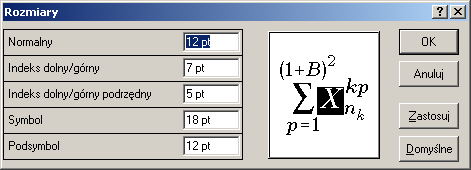 Rozmiary
Normalny 12 pt
Indeks dolny/górny 7 pt
Indeks dolny/górny podrzędny 5 pt
Symbol 18 pt
Podsymbol 12 pt
(1+B)²
∑ X kp nₖ
p=1
OK
Anuluj
Zastosuj
Domyślne